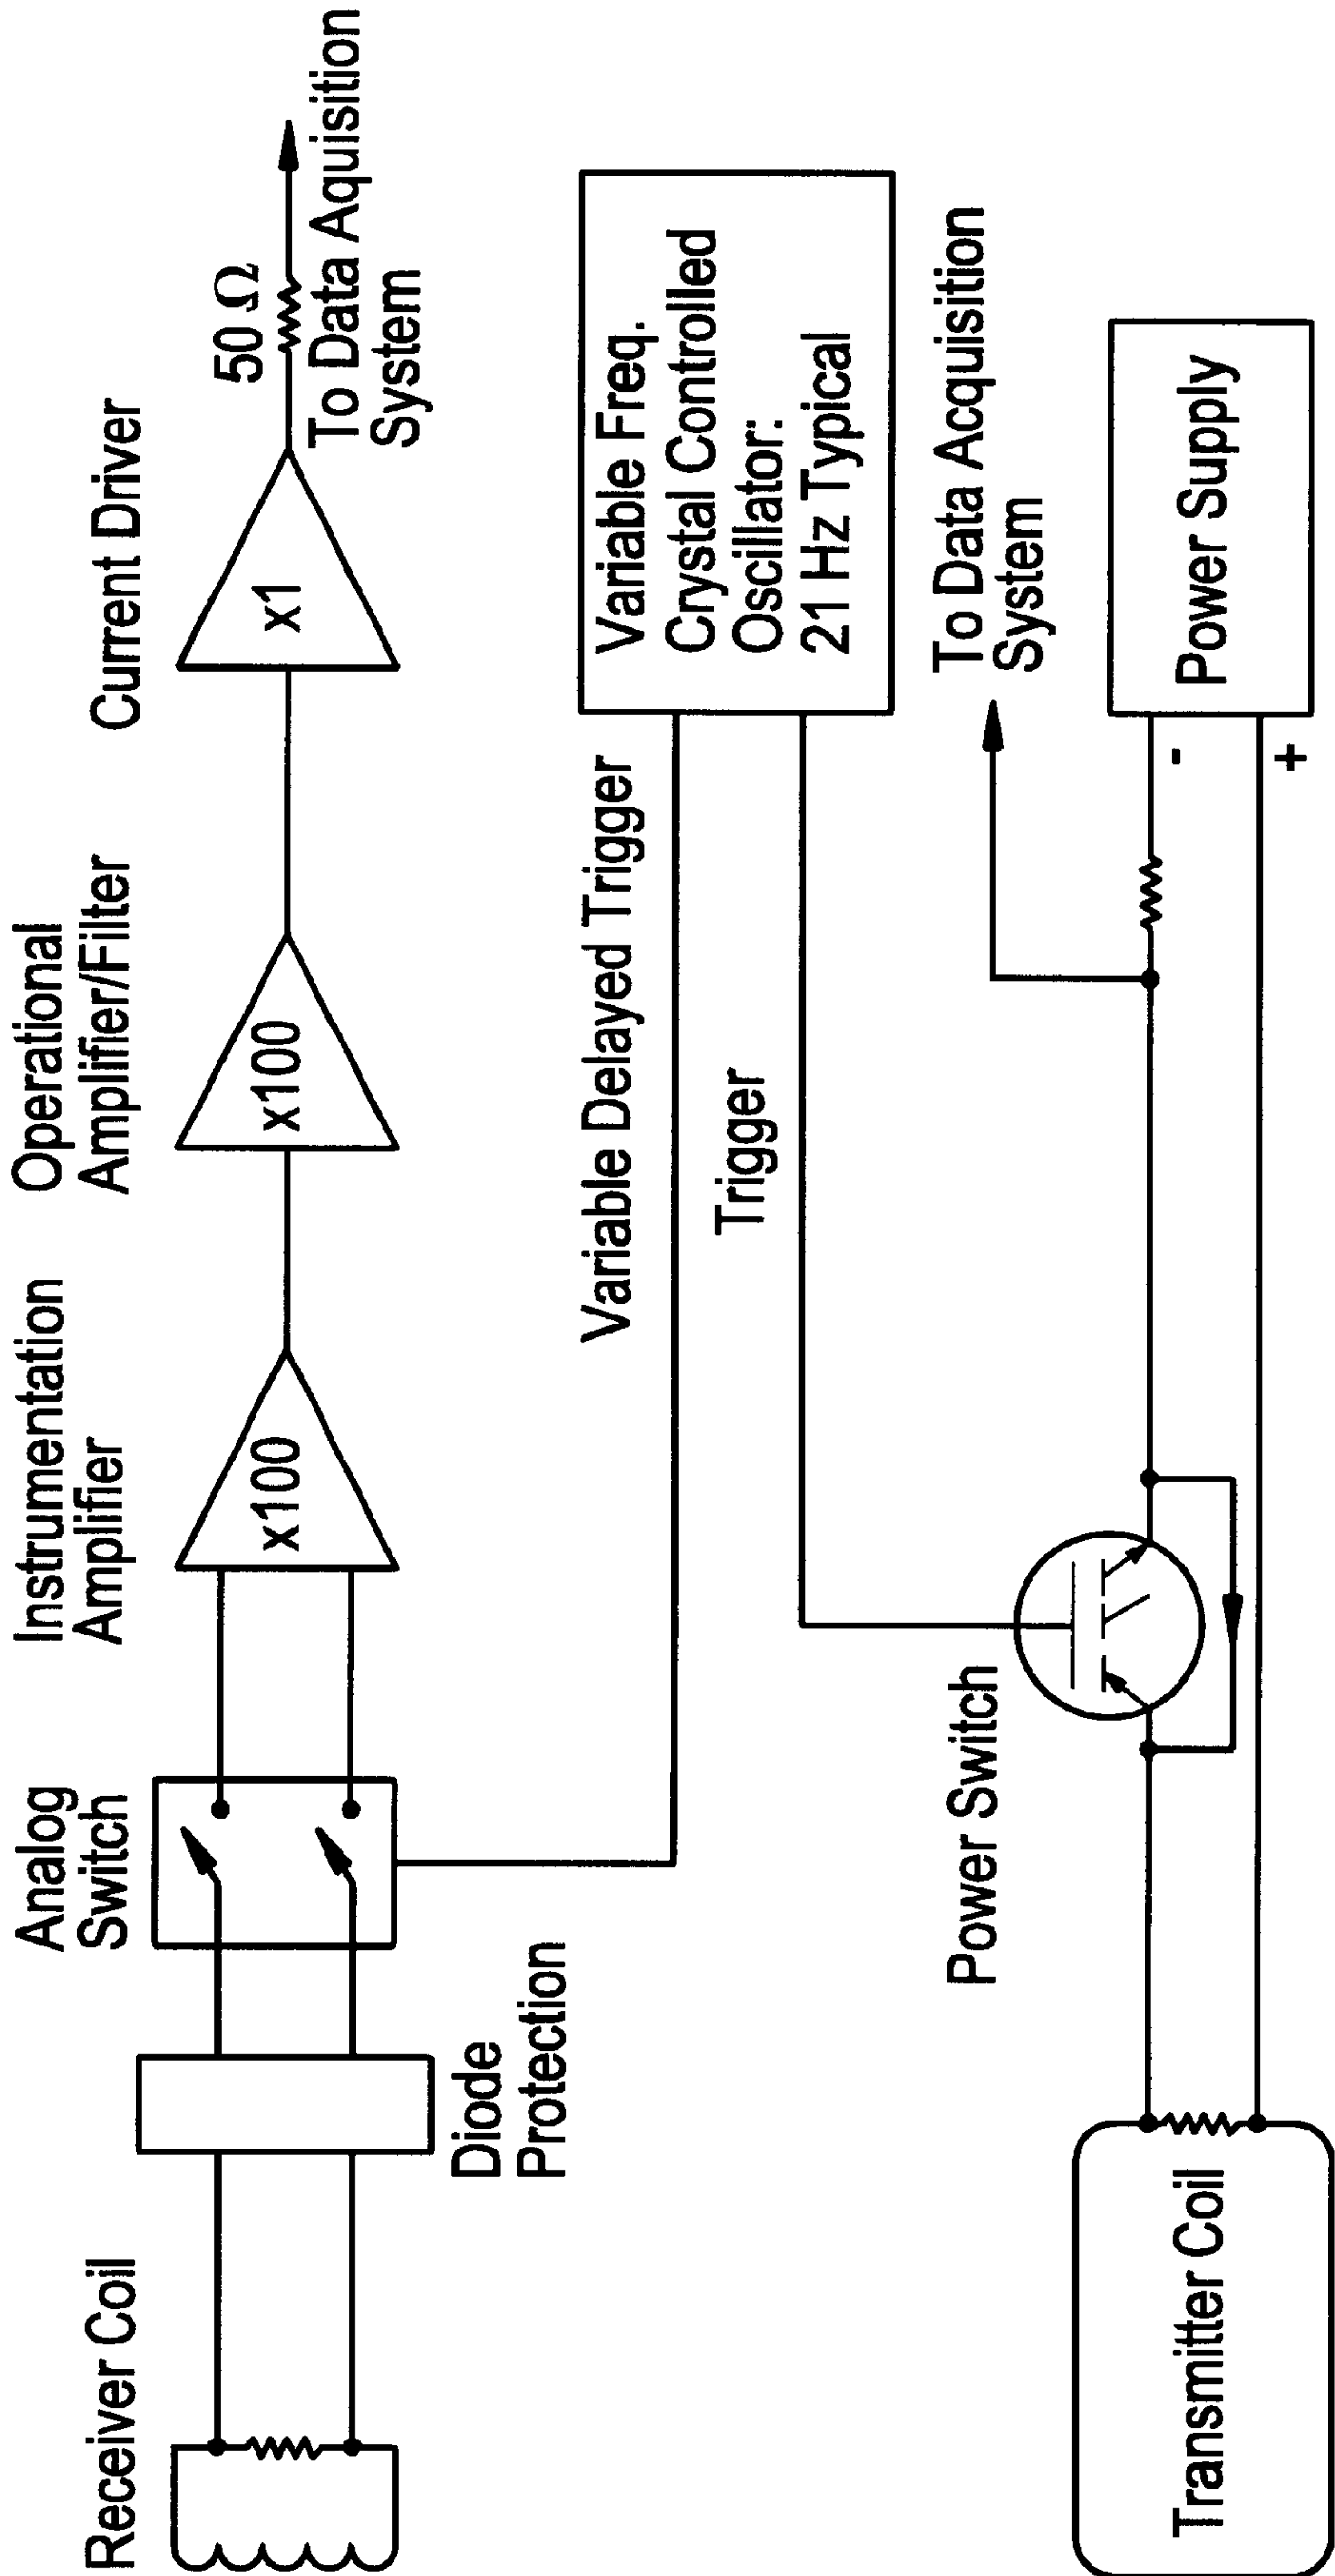 Receiver Coil
Diode
Protection
Analog
Switch
Instrumentation
Amplifier
x100
Operational
Amplifier/Filter
x100
Current Driver
x1
50 Ω
To Data Aquisition
System
Variable Delayed Trigger
Trigger
Variable Freq.
Crystal Controlled
Oscillator:
21 Hz Typical
Power Switch
To Data Acquisition
System
Transmitter Coil
-
+
Power Supply